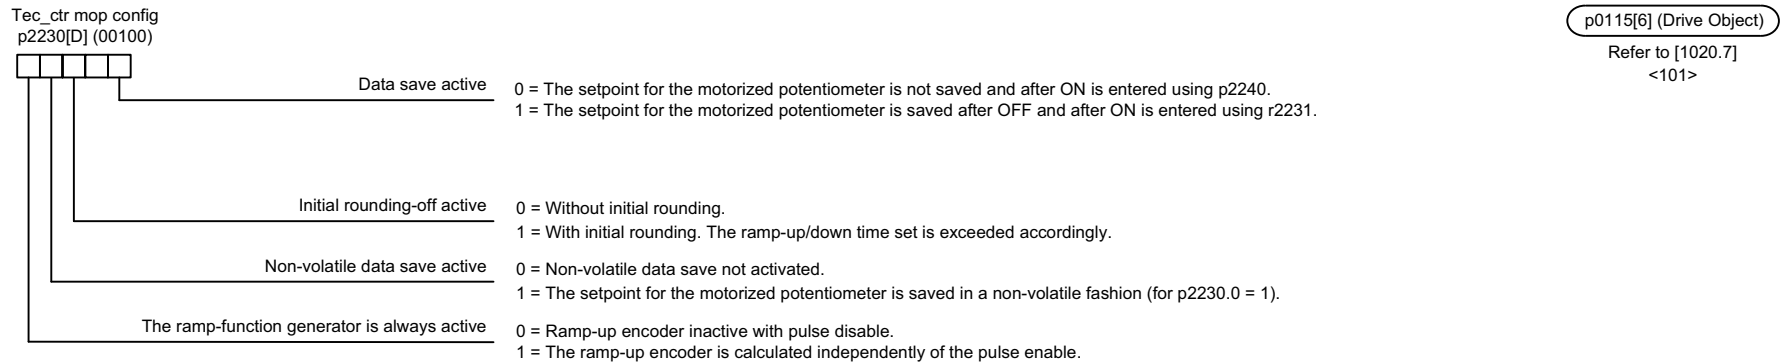 Tec_ctr mop config
p2230[D] (00100)
p0115[6] (Drive Object)
Refer to [1020.7]
<101>
Data save active
0 = The setpoint for the motorized potentiometer is not saved and after ON is entered using p2240.
1 = The setpoint for the motorized potentiometer is saved after OFF and after ON is entered using r2231.
Initial rounding-off active
0 = Without initial rounding.
1 = With initial rounding. The ramp-up/down time set is exceeded accordingly.
Non-volatile data save active
0 = Non-volatile data save not activated.
1 = The setpoint for the motorized potentiometer is saved in a non-volatile fashion (for p2230.0 = 1).
The ramp-function generator is always active
0 = Ramp-up encoder inactive with pulse disable.
1 = The ramp-up encoder is calculated independently of the pulse enable.